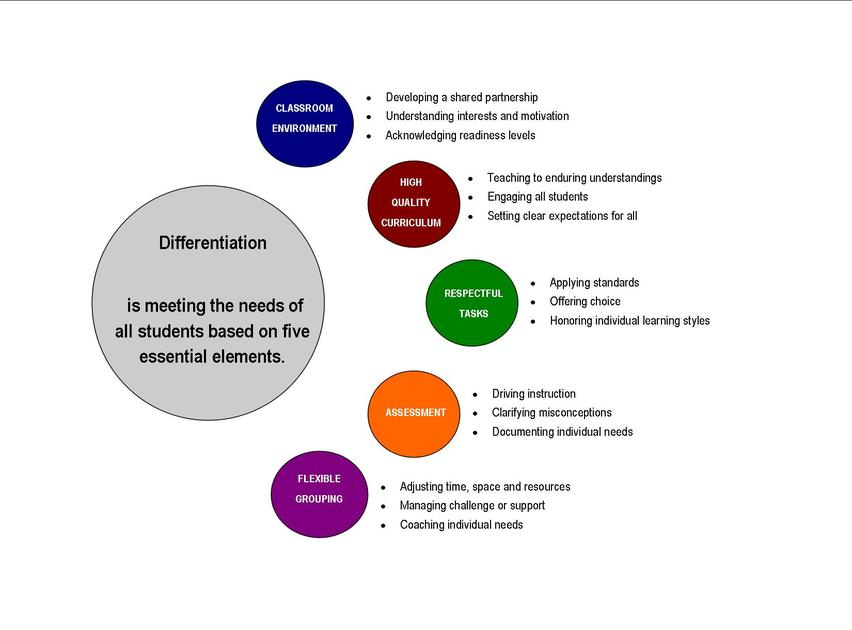 CLASSROOM
ENVIRONMENT
• Developing a shared partnership
• Understanding interests and motivation
• Acknowledging readiness levels
HIGH
QUALITY
CURRICULUM
• Teaching to enduring understandings
• Engaging all students
• Setting clear expectations for all
Differentiation
is meeting the needs of
all students based on five
essential elements.
RESPECTFUL
TASKS
• Applying standards
• Offering choice
• Honoring individual learning styles
ASSESSMENT
• Driving instruction
• Clarifying misconceptions
• Documenting individual needs
FLEXIBLE
GROUPING
• Adjusting time, space and resources
• Managing challenge or support
• Coaching individual needs